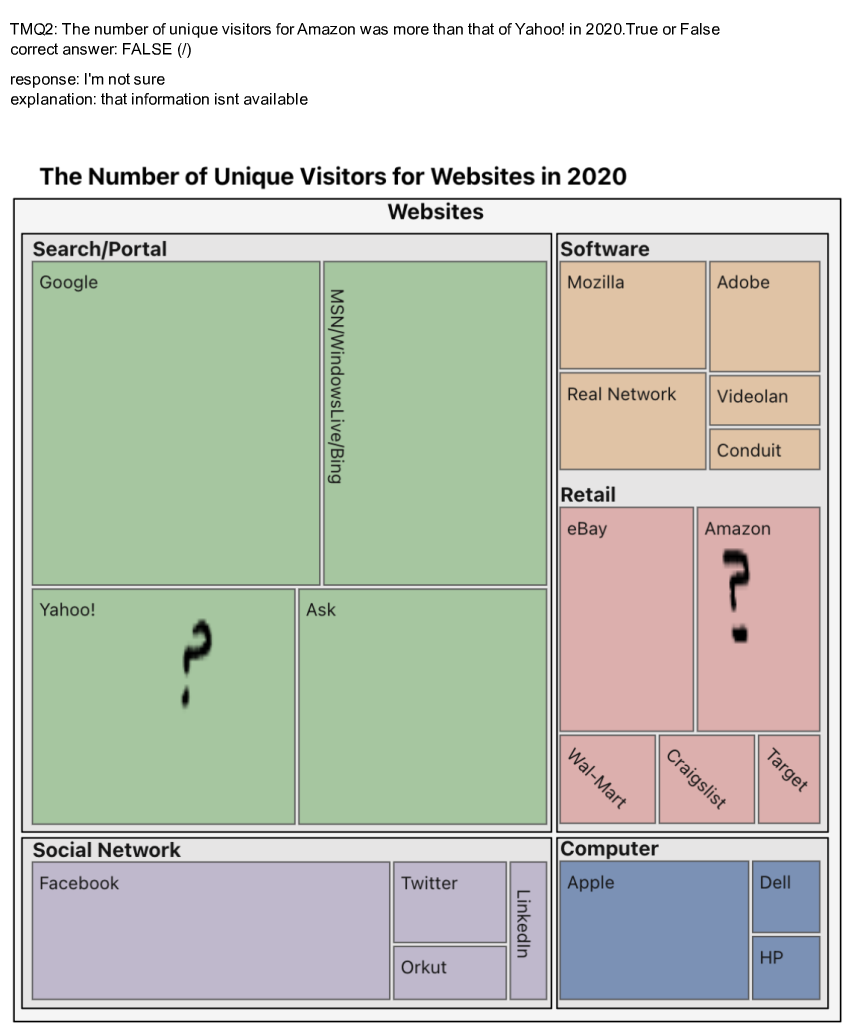 TMQ2: The number of unique visitors for Amazon was more than that of Yahoo! in 2020.True or False
correct answer: FALSE (/)
response: I'm not sure
explanation: that information isnt available
The Number of Unique Visitors for Websites in 2020
Websites
Search/Portal
Google
MSN/WindowsLive/Bing
Yahoo!
?
Ask
Software
Mozilla
Adobe
Real Network
Videolan
Conduit
Retail
eBay
Amazon
?
Wal-Mart
Craigslist
Target
Social Network
Facebook
Twitter
Orkut
LinkedIn
Computer
Apple
Dell
HP